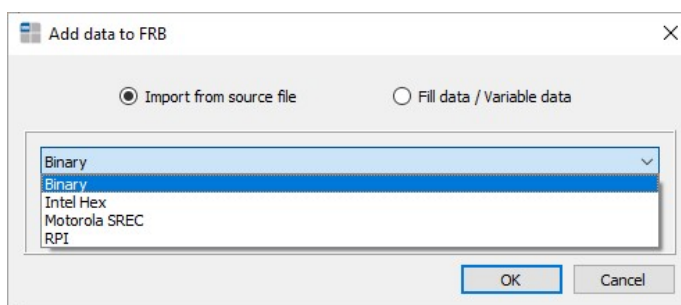 Add data to FRB
Import from source file
Fill data / Variable data
Binary
Binary
Intel Hex
Motorola SREC
RPI
OK
Cancel